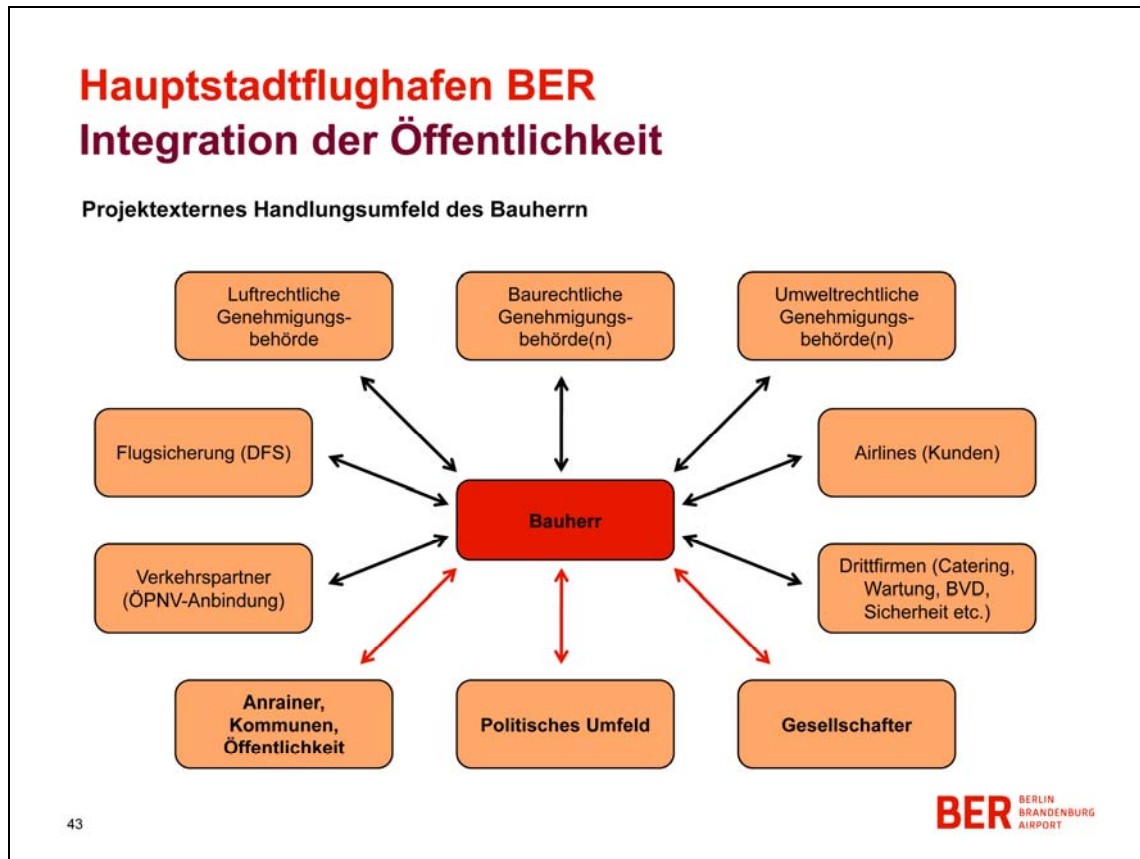 Hauptstadtflughafen BER
Integration der Öffentlichkeit
Projektexternes Handlungsumfeld des Bauherrn
Luftrechtliche
Genehmigungs-
behörde
Baurechtliche
Genehmigungs-
behörde(n)
Umweltrechtliche
Genehmigungs-
behörde(n)
Flugsicherung (DFS)
Airlines (Kunden)
Bauherr
Verkehrspartner
(ÖPNV-Anbindung)
Drittfirmen (Catering,
Wartung, BVD,
Sicherheit etc.)
Anrainer,
Kommunen,
Öffentlichkeit
Politisches Umfeld
Gesellschafter
43
BER BERLIN
BRANDENBURG
AIRPORT